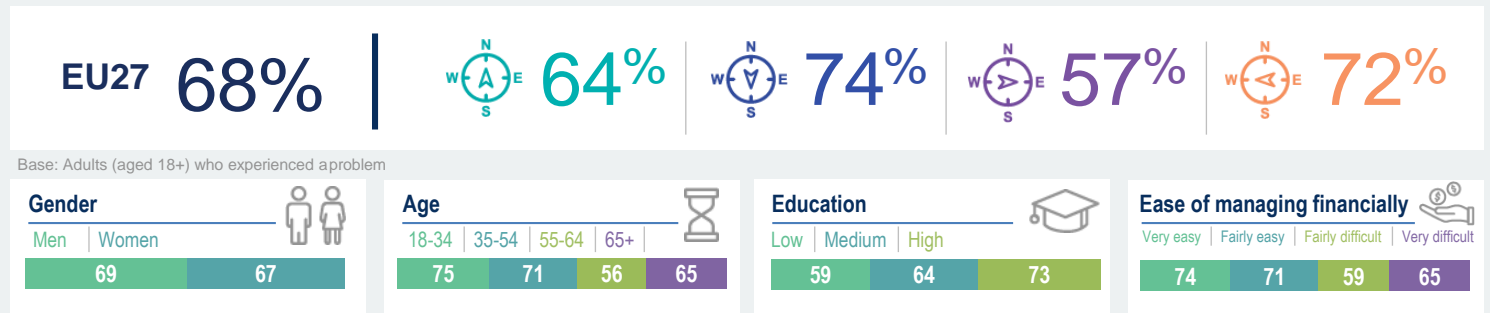 EU27 68% N W E S 64% N W E S 74% N W E S 57% N W E S 72%
Base: Adults (aged 18+) who experienced aproblem
Gender
Men Women
69 67
Age
18-34 35-54 55-64 65+
75 71 56 65
Education
Low Medium High
59 64 73
Ease of managing financially
Very easy Fairly easy Fairly difficult Very difficult
74 71 59 65